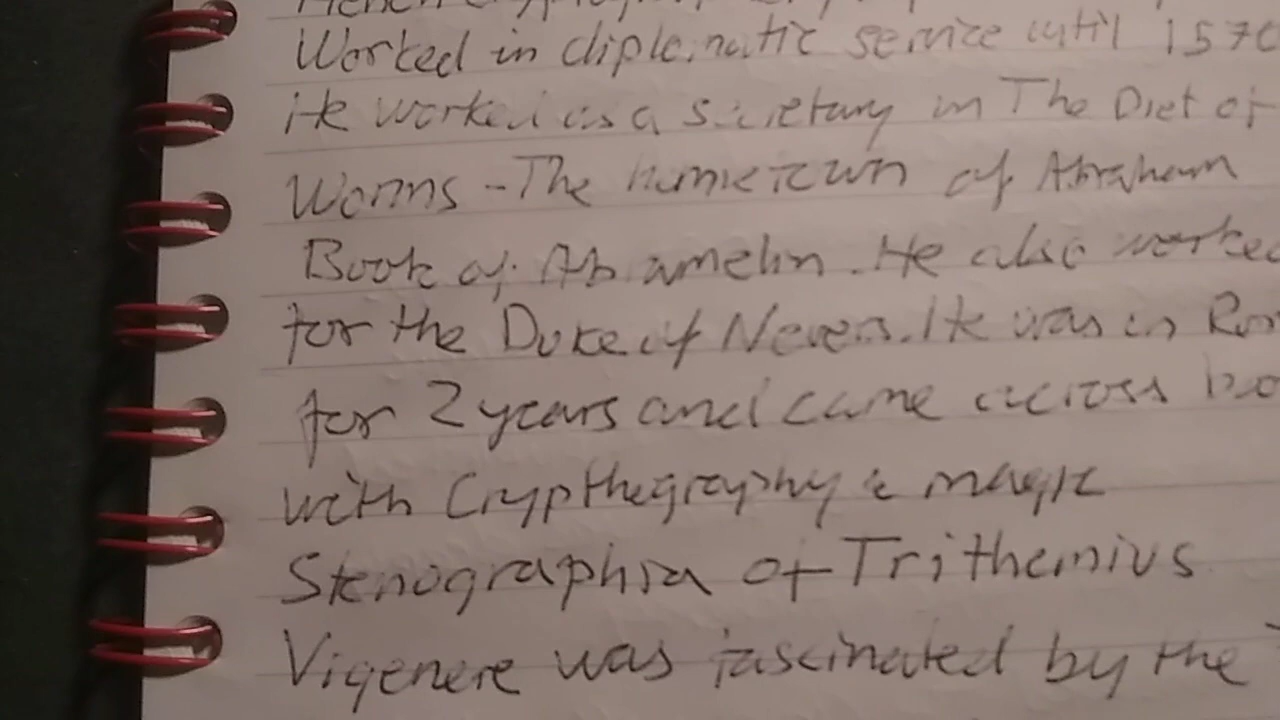 Worked in diplomatic service until 1570
He worked as a secretary in The Diet of
Worms - The hometown of Abraham
Book of Abramelin. He also worked
for the Duke of Nevers. He was in
for 2 years and came across
with Crypthegraphy & magic
Stenographia of Trithemius
Vigenere was fascinated by the